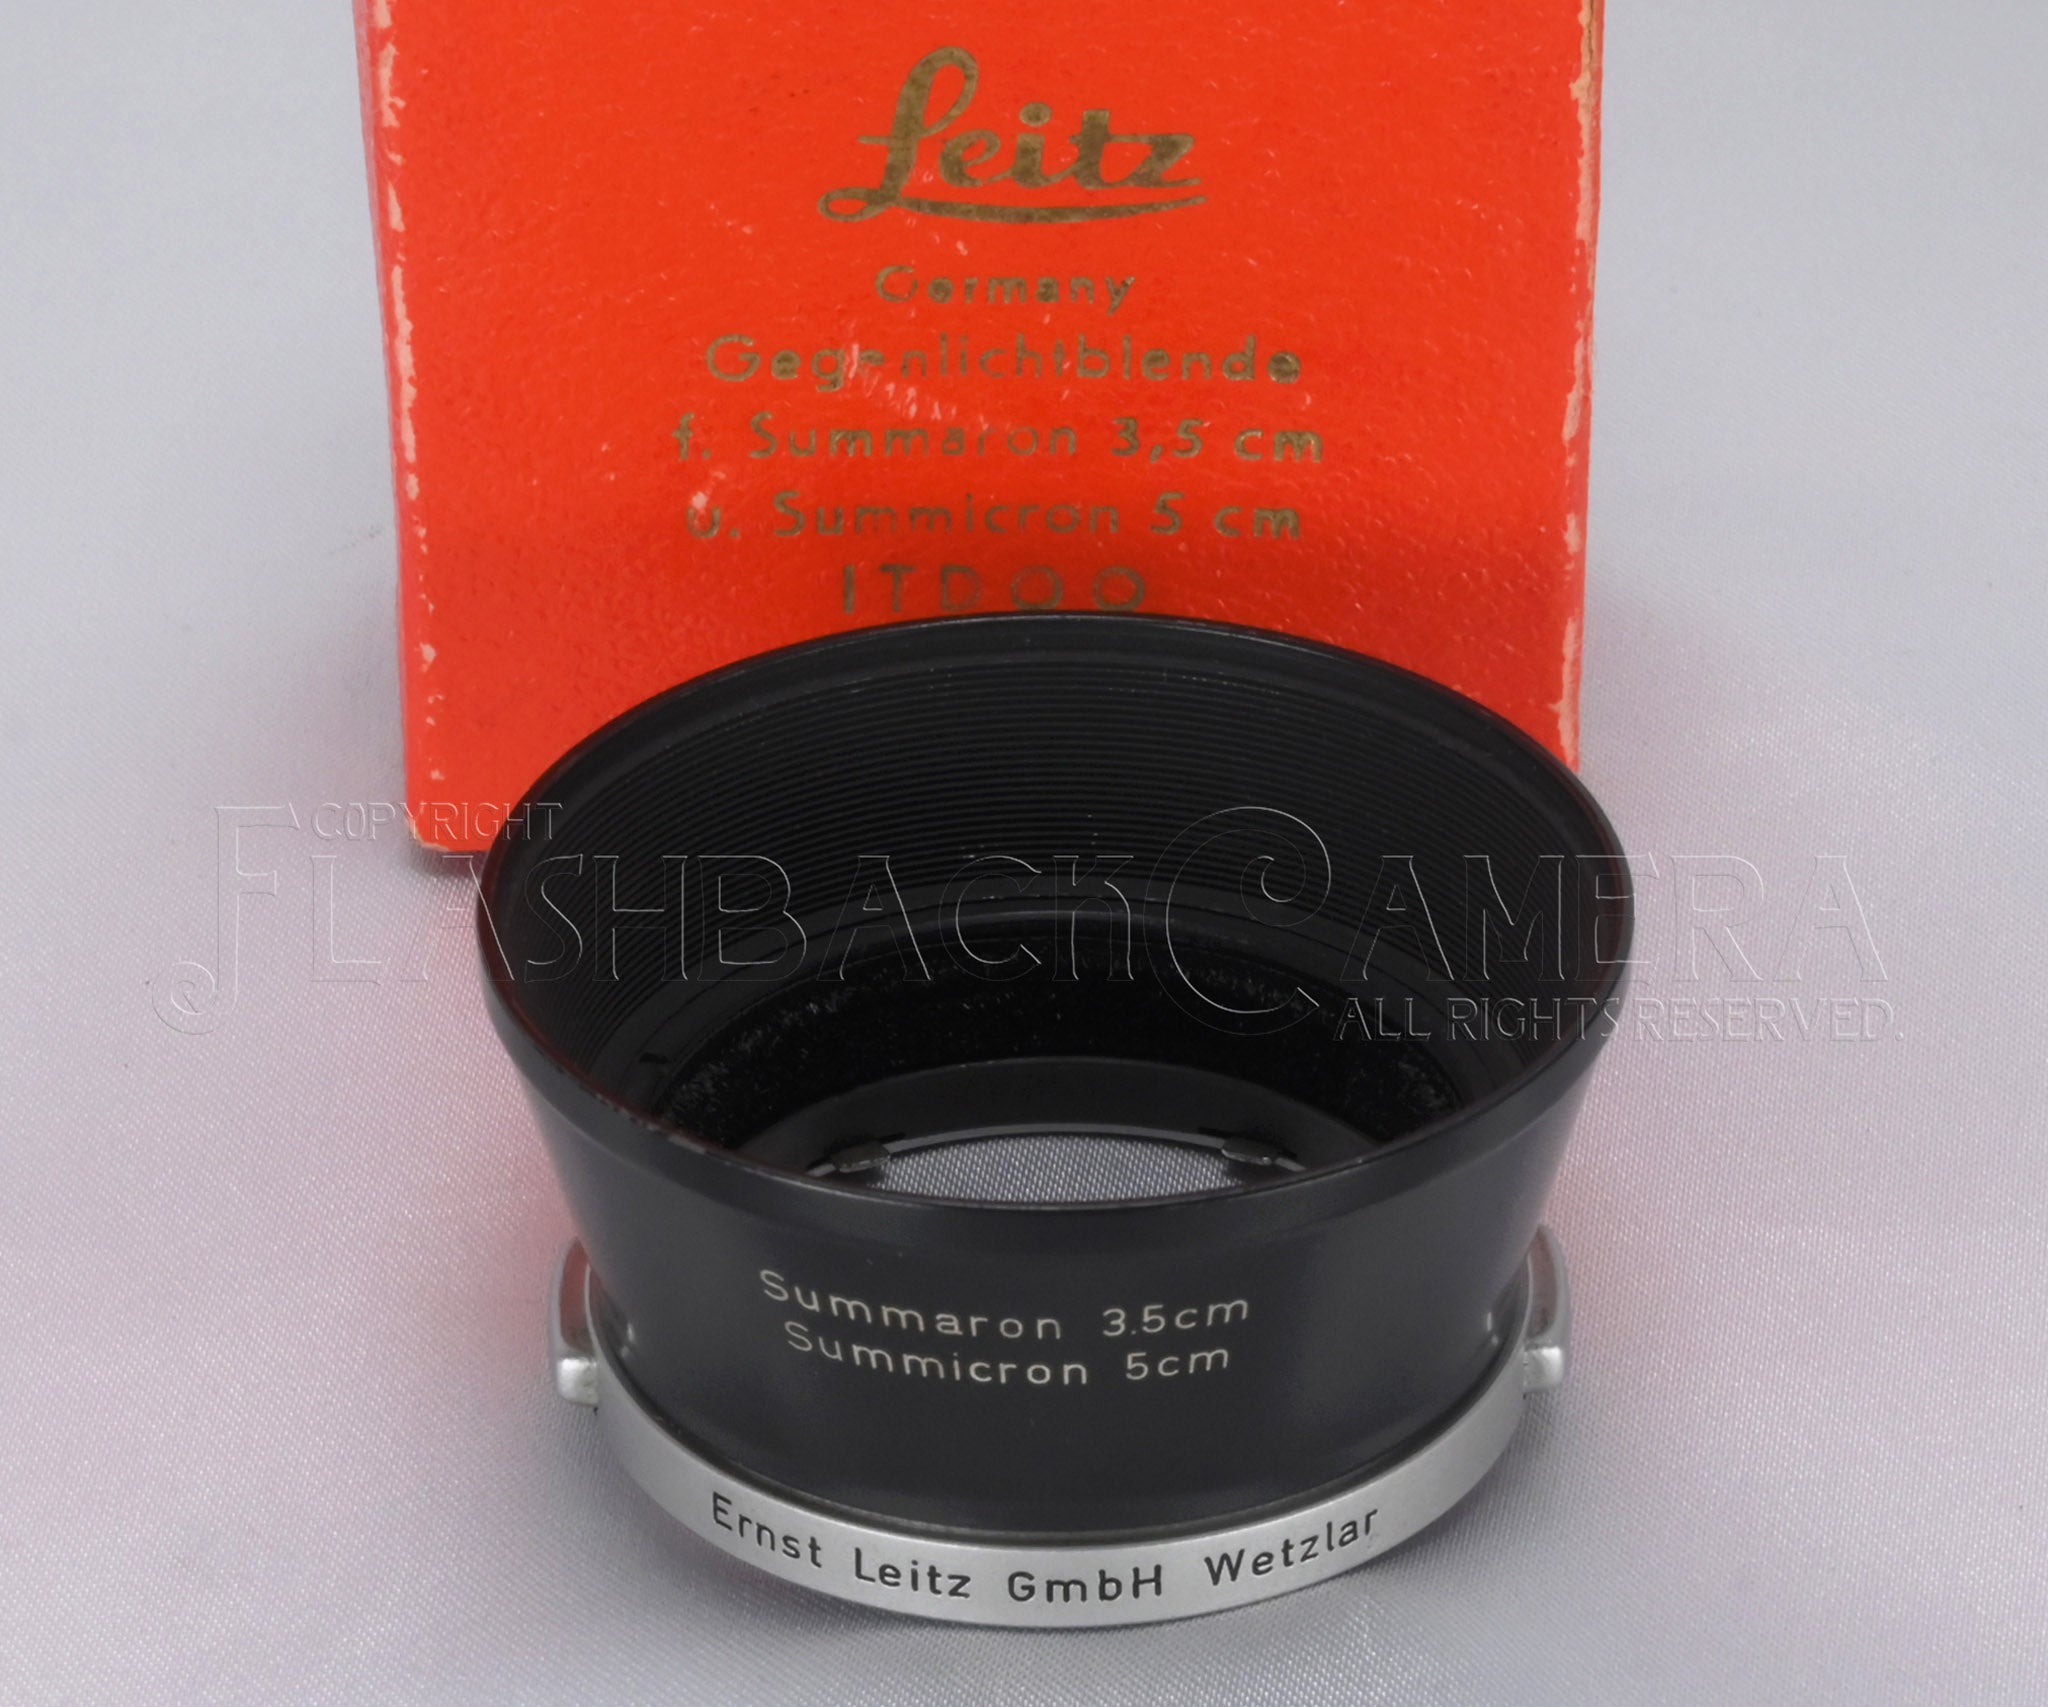 Leitz
Germany
Gegenlichtblende
f. Summaron 3,5 cm
u. Summicron 5 cm
ITDOO
COPYRIGHT
FLASHBACK CAMERA
ALL RIGHTS RESERVED.
Summaron 3.5cm
Summicron 5cm
Ernst Leitz GmbH Wetzlar